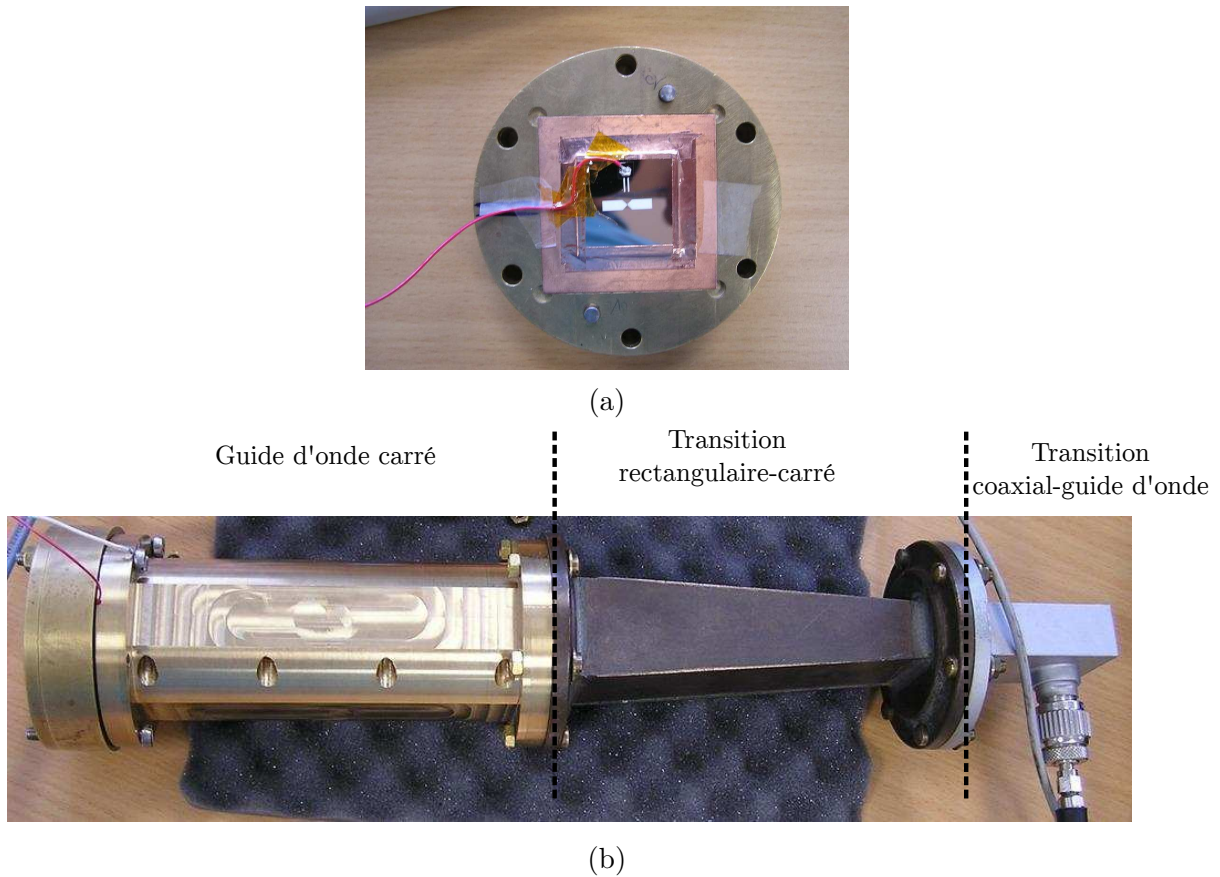 (a)
Guide d'onde carré
Transition
rectangulaire-carré
Transition
coaxial-guide d'onde
(b)